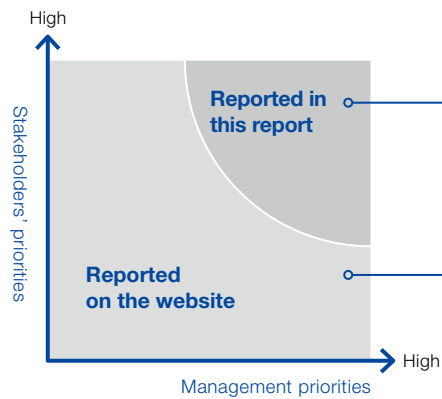 High
Stakeholders' priorities
Reported in
this report
Reported
on the website
High
Management priorities